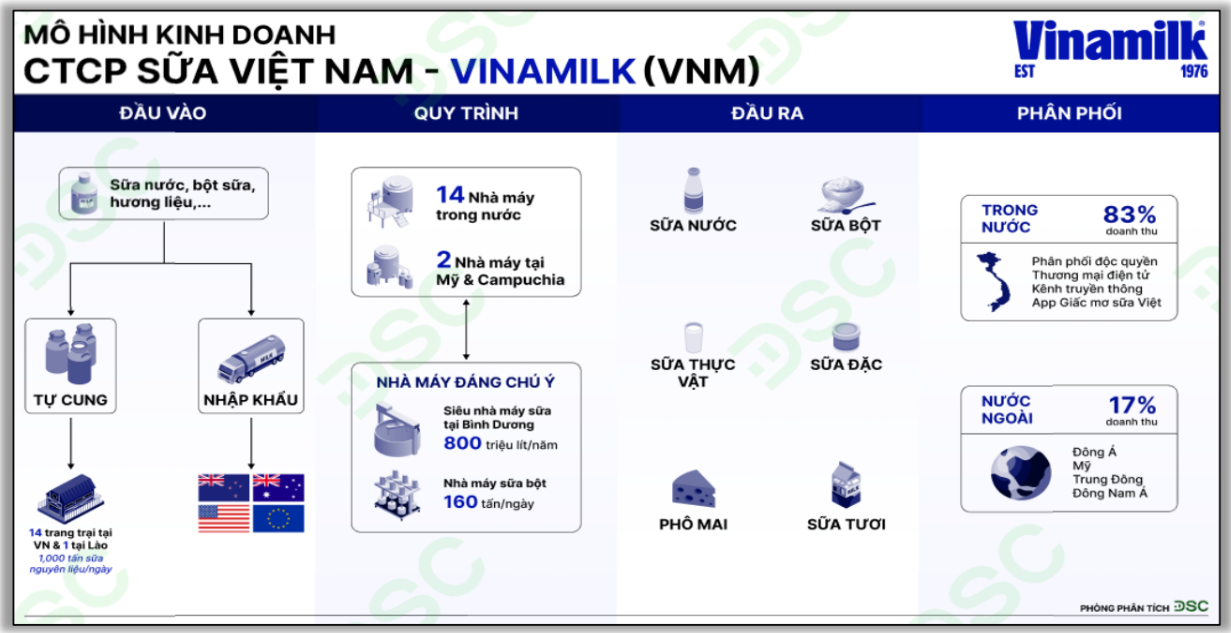 MÔ HÌNH KINH DOANH
CTCP SỮA VIỆT NAM - VINAMILK (VNM)
Vinamilk
EST 1976
ĐẦU VÀO
QUY TRÌNH
ĐẦU RA
PHÂN PHỐI
Sữa nước, bột sữa,
hương liệu,...
TỰ CUNG
NHẬP KHẨU
MILK
14 trang trại tại
VN & 1 tại Lào
1,000 tấn sữa
nguyên liệu/ngày
14 Nhà máy
trong nước
2 Nhà máy tại
Mỹ & Campuchia
NHÀ MÁY ĐÁNG CHÚ Ý
Siêu nhà máy sữa
tại Bình Dương
800 triệu lít/năm
Nhà máy sữa bột
160 tấn/ngày
SỮA NƯỚC
SỮA BỘT
SỮA THỰC
VẬT
SỮA ĐẶC
PHÔ MAI
MILK
SỮA TƯƠI
TRONG
NƯỚC
83%
doanh thu
Phân phối độc quyền
Thương mại điện tử
Kênh truyền thông
App Giấc mơ sữa Việt
NƯỚC
NGOÀI
17%
doanh thu
Đông Á
Mỹ
Trung Đông
Đông Nam Á
PHÒNG PHÂN TÍCH DSC